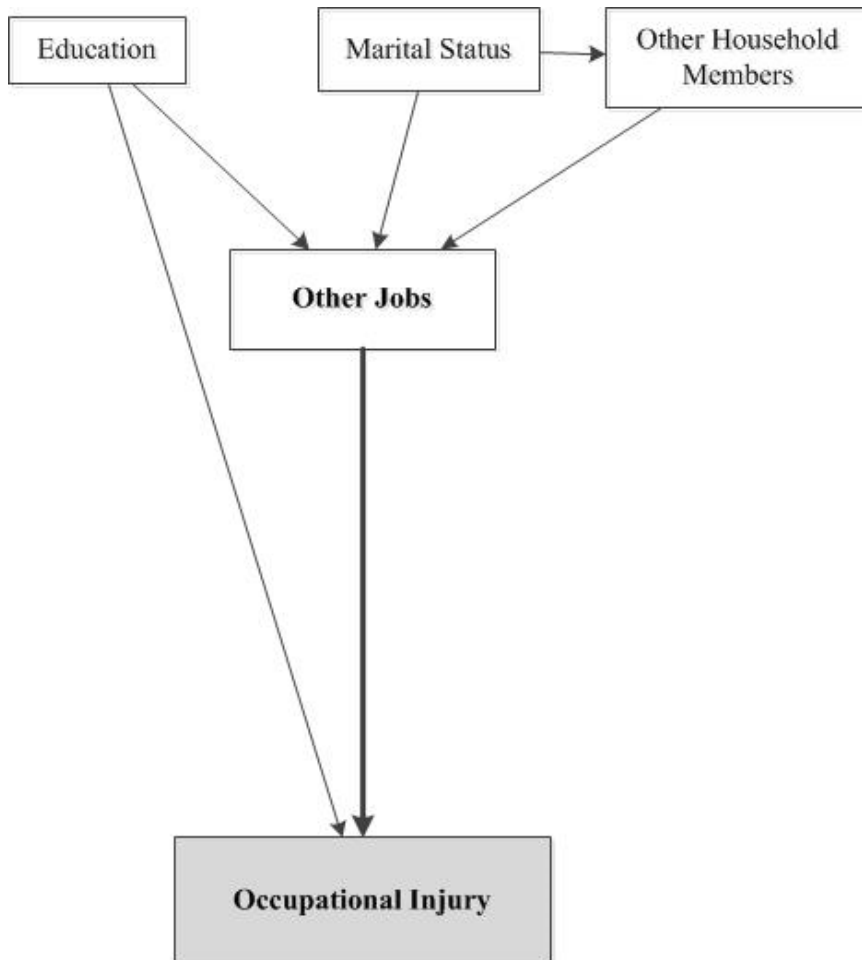 Education
Marital Status
Other Household
Members
Other Jobs
Occupational Injury